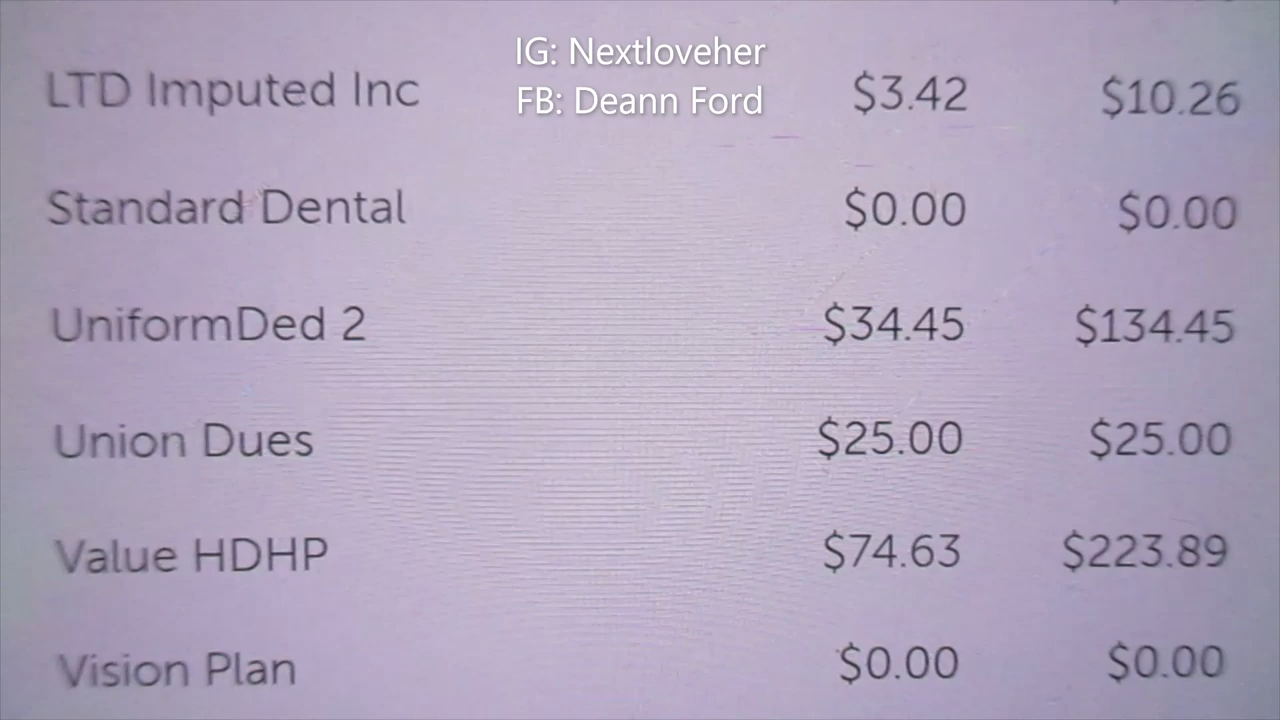 IG: Nextloveher
FB: Deann Ford
LTD Imputed Inc $3.42 $10.26
Standard Dental $0.00 $0.00
UniformDed 2 $34.45 $134.45
Union Dues $25.00 $25.00
Value HDHP $74.63 $223.89
Vision Plan $0.00 $0.00